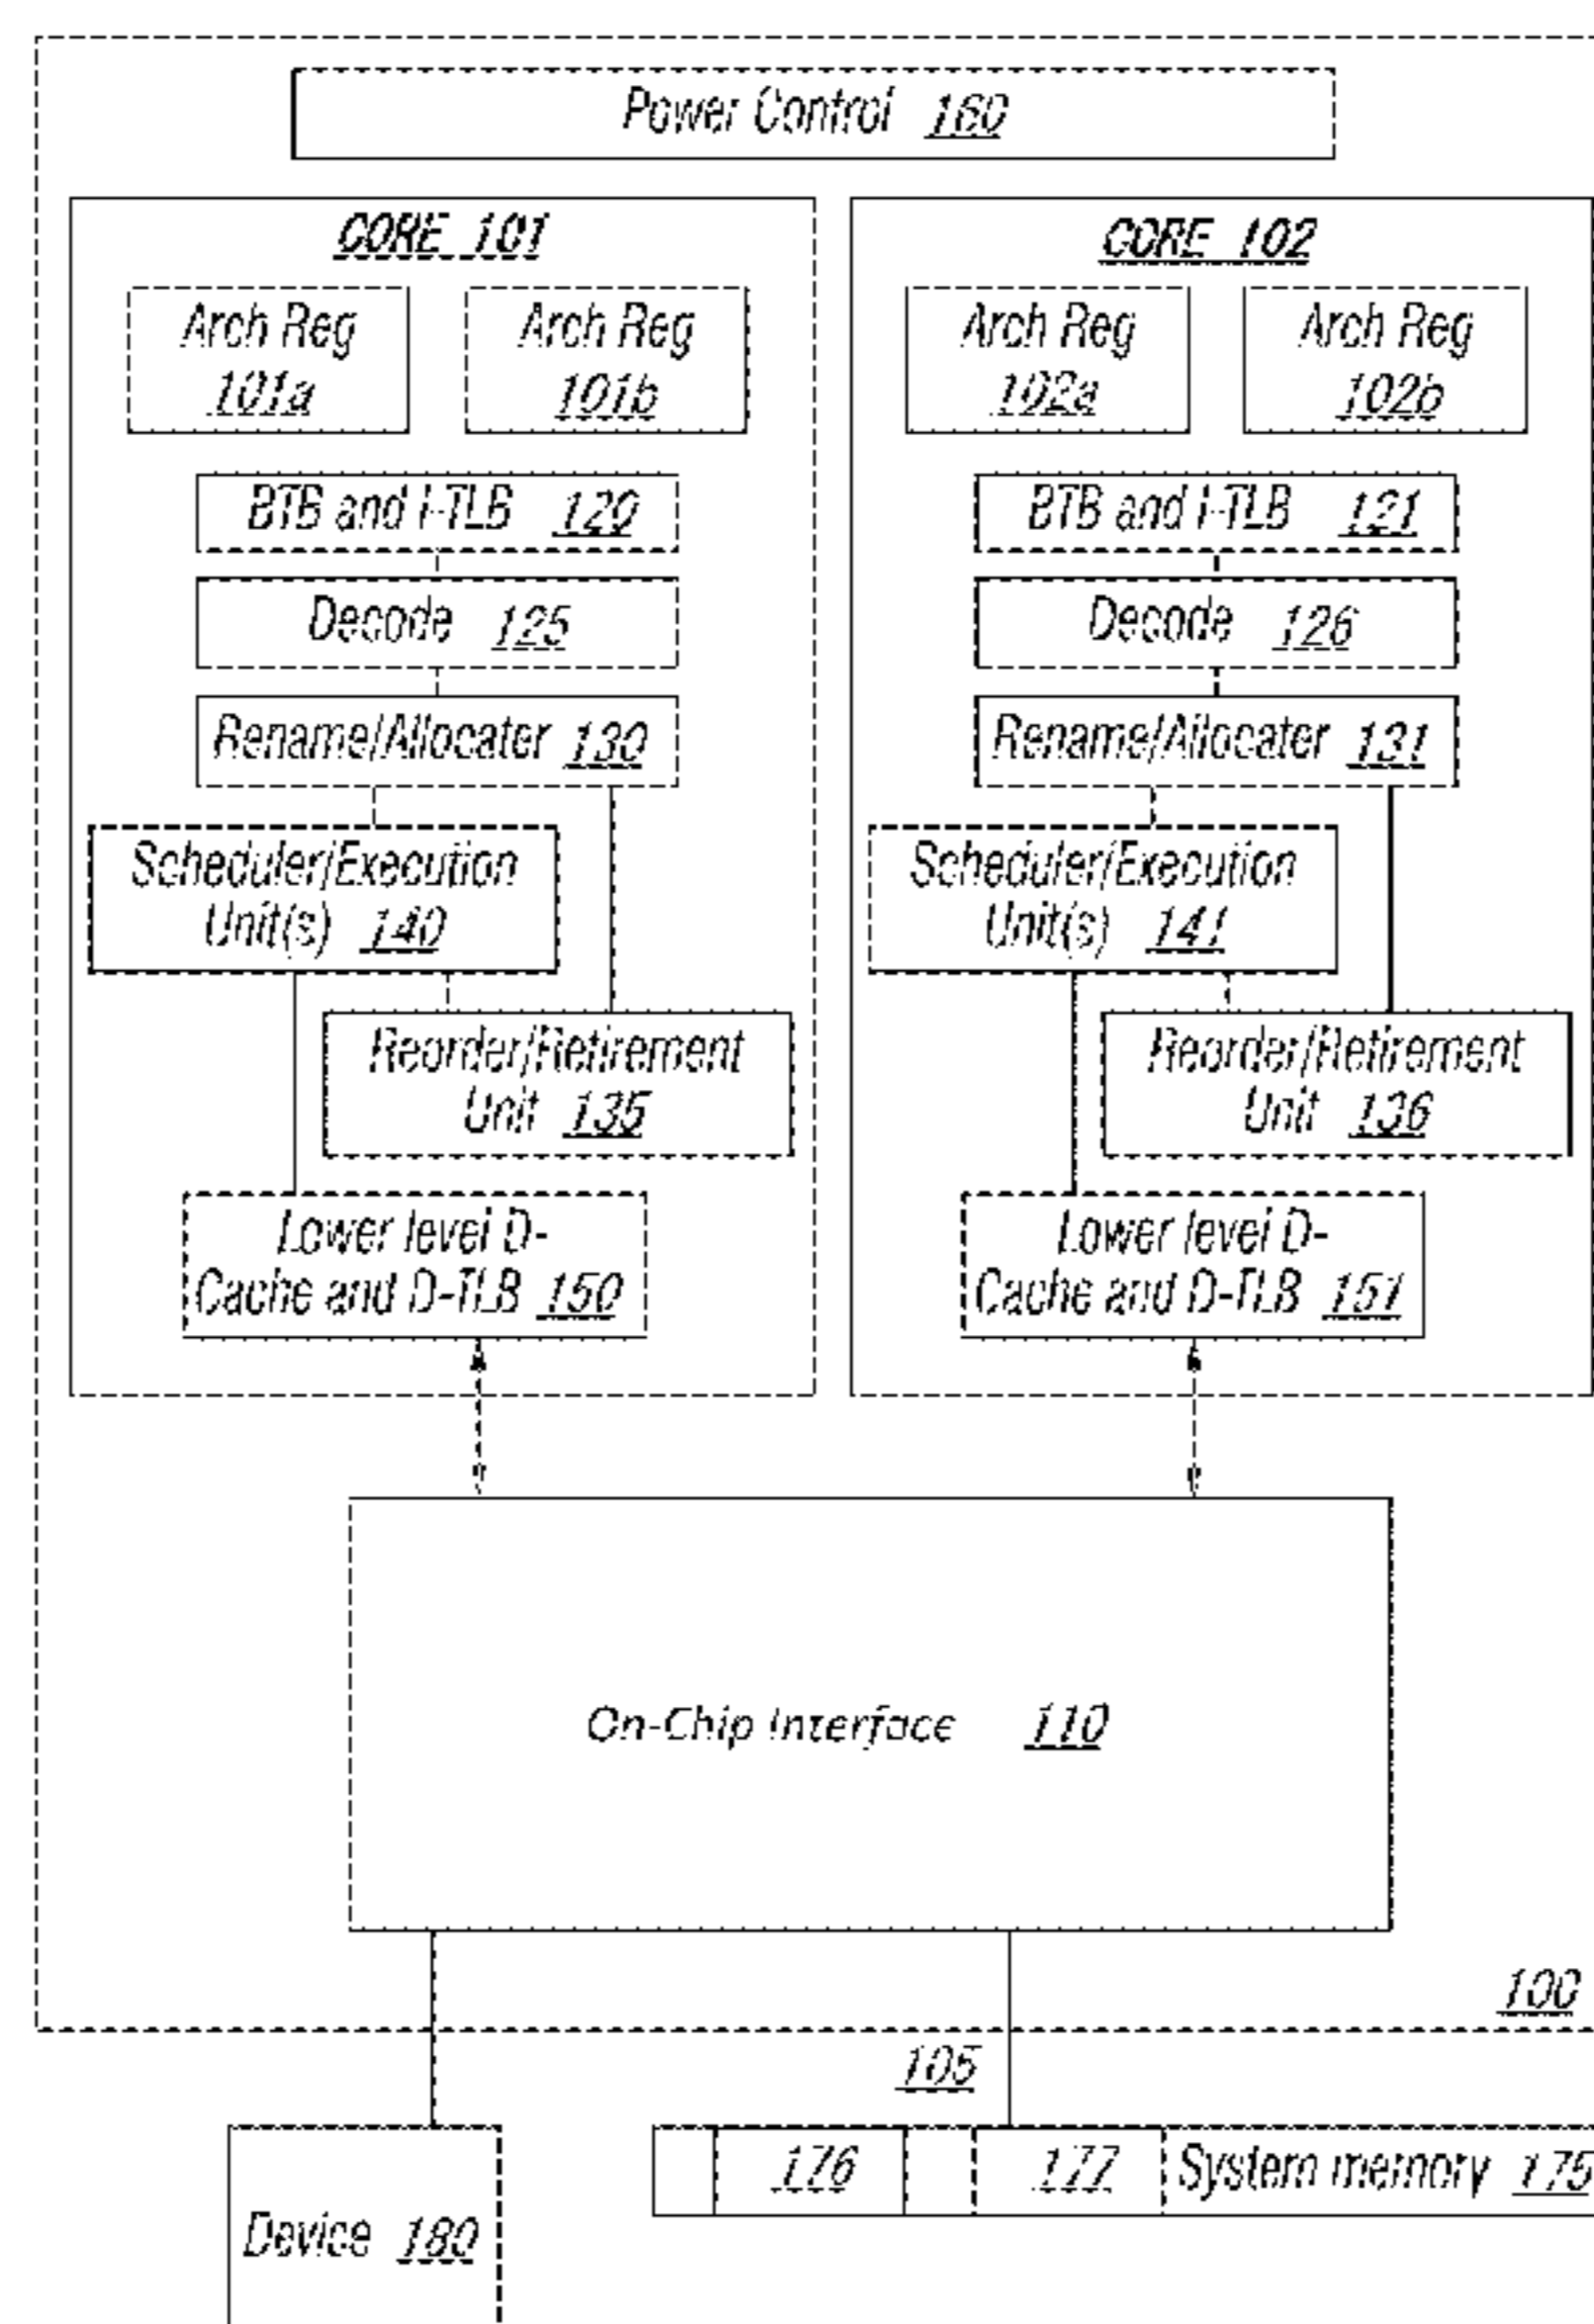 Power Control 160
CORE 101
Arch Reg
101a
Arch Reg
101b
BTB and I-TLB 120
Decode 125
Rename/Allocater 130
Scheduler/Execution
Unit(s) 140
Reorder/Retirement
Unit 135
Lower level D-
Cache and D-TLB 150
CORE 102
Arch Reg
102a
Arch Reg
102b
BTB and I-TLB 121
Decode 126
Rename/Allocater 131
Scheduler/Execution
Unit(s) 141
Reorder/Retirement
Unit 136
Lower level D-
Cache and D-TLB 151
On-Chip Interface 110
100
105
176 177 System memory 175
Device 180